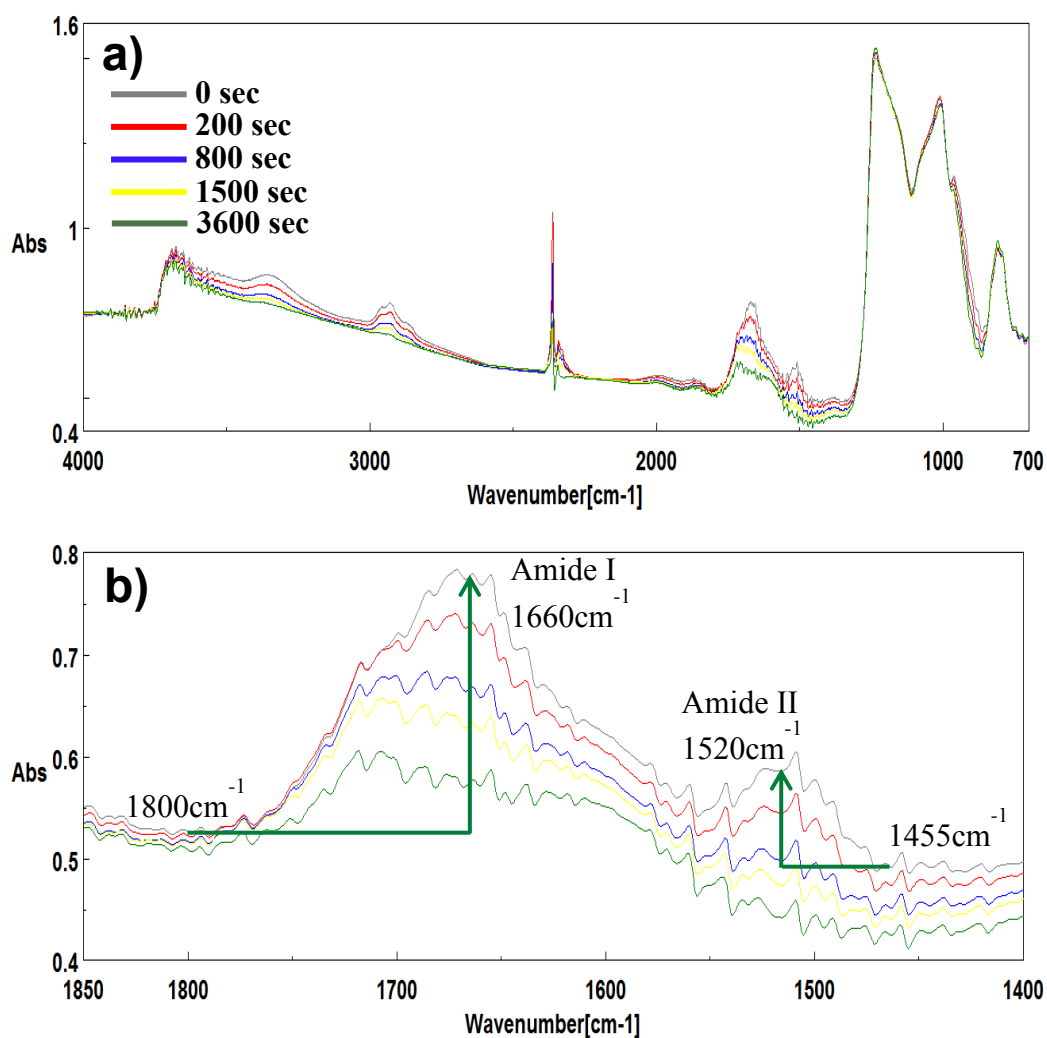 a)
1.6
0 sec
200 sec
800 sec
1500 sec
3600 sec
1
Abs
0.4
4000 3000 2000 1000 700
Wavenumber[cm-1]
b)
0.8
Amide I
1660cm-1
0.7
Amide II
1520cm-1
0.6
Abs
1800cm-1
1455cm-1
0.5
0.4
1850 1800 1700 1600 1500 1400
Wavenumber[cm-1]